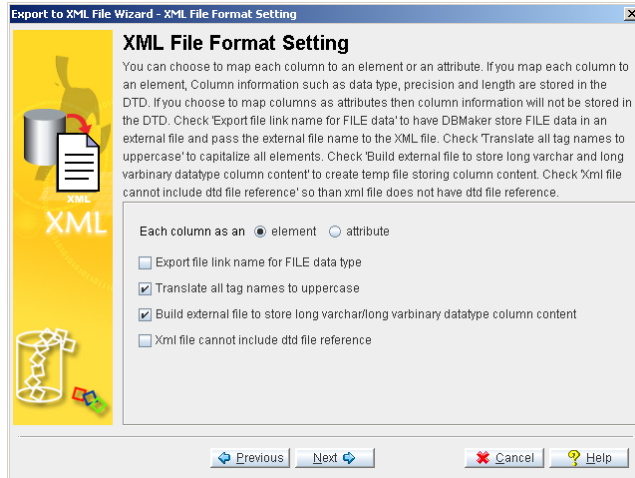 Export to XML File Wizard - XML File Format Setting
XML File Format Setting
You can choose to map each column to an element or an attribute. If you map each column to
an element, Column information such as data type, precision and length are stored in the
DTD. If you choose to map columns as attributes then column information will not be stored in
the DTD. Check 'Export file link name for FILE data' to have DBMaker store FILE data in an
external file and pass the external file name to the XML file. Check 'Translate all tag names to
uppercase' to capitalize all elements. Check 'Build external file to store long varchar and long
varbinary datatype column content' to create temp file storing column content. Check 'Xml file
cannot include dtd file reference' so than xml file does not have dtd file reference.
XML
XML
Each column as an element attribute
Export file link name for FILE data type
Translate all tag names to uppercase
Build external file to store long varchar/long varbinary datatype column content
Xml file cannot include dtd file reference
Previous Next Cancel Help